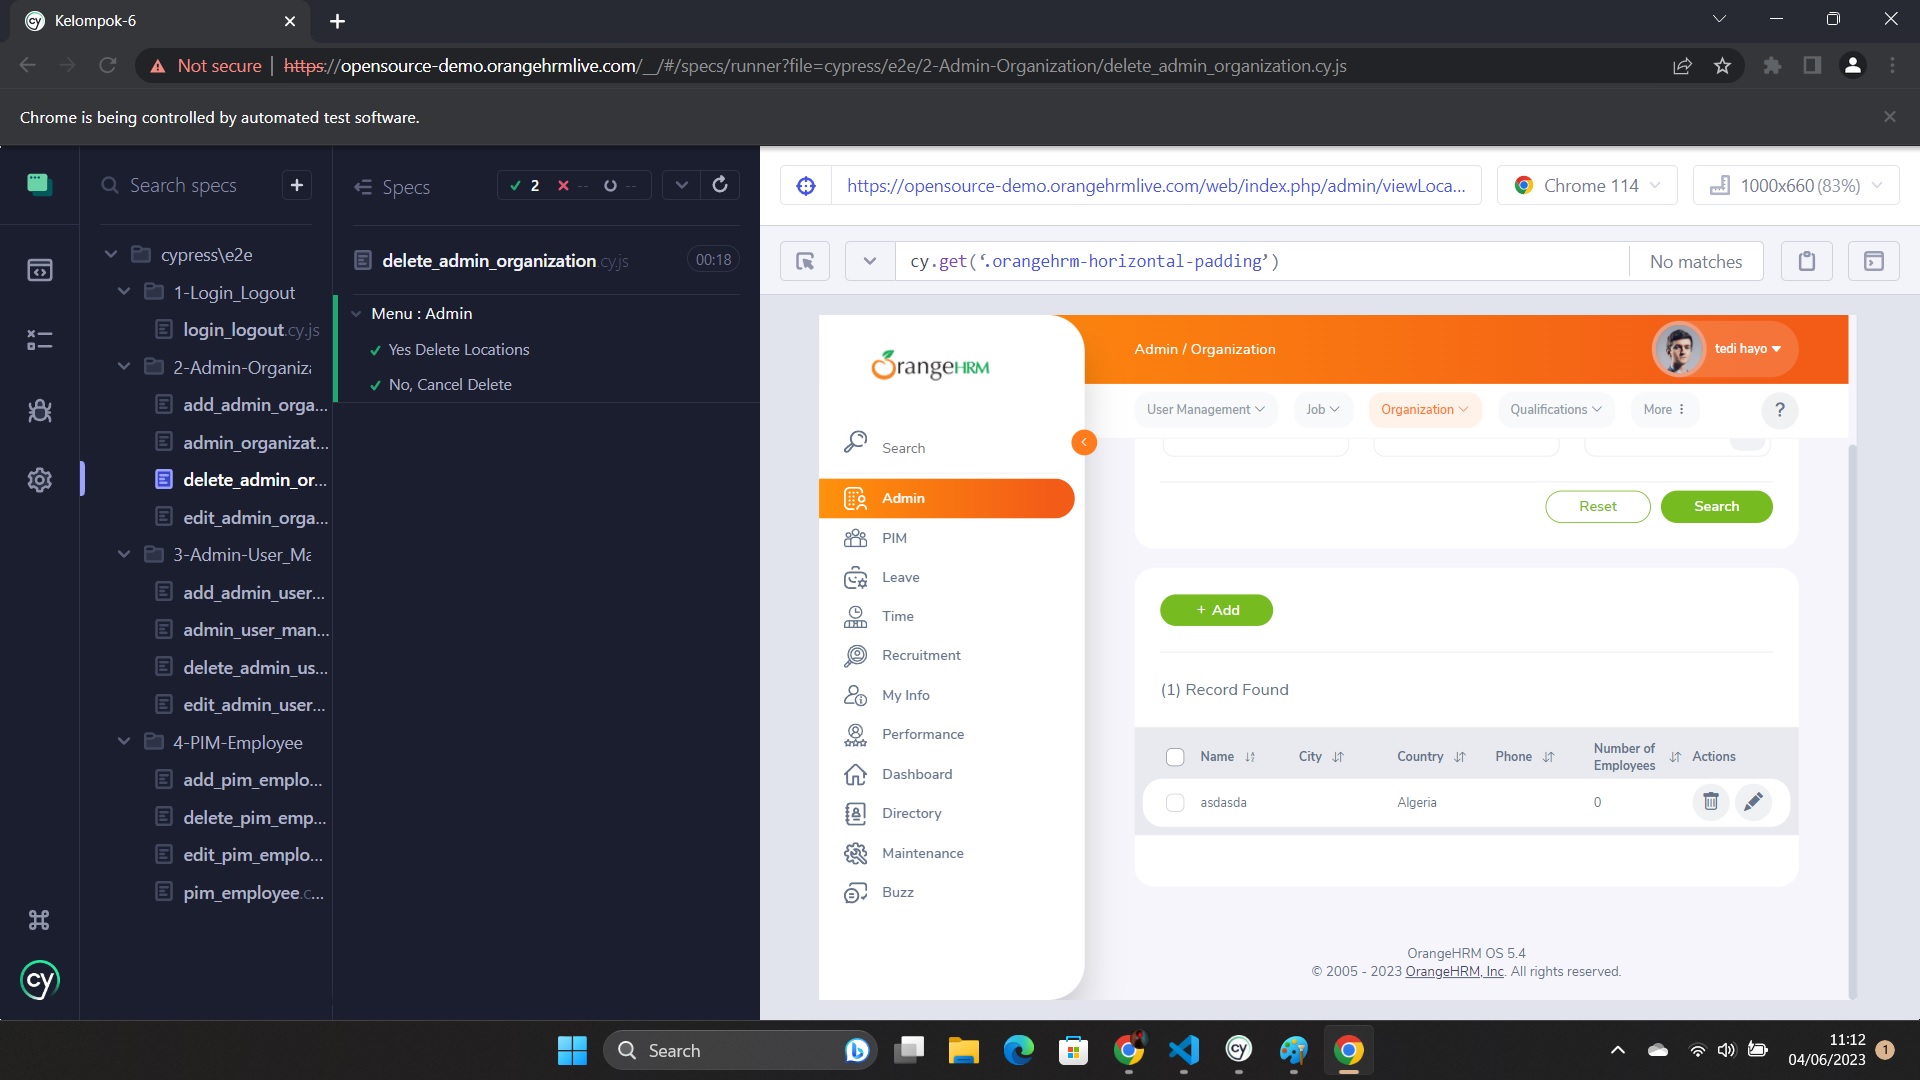 Kelompok-6
Not secure
https://opensource-demo.orangehrmlive.com/__/#/specs/runner?file=cypress/e2e/2-Admin-Organization/delete_admin_organization.cy.js
Chrome is being controlled by automated test software.
Search specs
cypress\e2e
1-Login_Logout
login_logout.cy.js
2-Admin-Organiza
add_admin_orga...
admin_organizat...
delete_admin_or...
edit_admin_orga...
3-Admin-User_Ma
add_admin_user...
admin_user_man...
delete_admin_us...
edit_admin_user...
4-PIM-Employee
add_pim_emplo...
delete_pim_emp...
edit_pim_emplo...
pim_employee.c...
cy
Specs
2 -- --
delete_admin_organization.cy.js 00:18
Menu : Admin
Yes Delete Locations
No, Cancel Delete
https://opensource-demo.orangehrmlive.com/web/index.php/admin/viewLoca...
Chrome 114
1000x660 (83%)
cy.get(‘.orangehrm-horizontal-padding’)
No matches
OrangeHRM
Search
Admin
PIM
Leave
Time
Recruitment
My Info
Performance
Dashboard
Directory
Maintenance
Buzz
Admin / Organization
tedi hayo
User Management Job Organization Qualifications More ?
Reset Search
+ Add
(1) Record Found
Name City Country Phone Number of Employees Actions
asdasda Algeria 0
OrangeHRM OS 5.4
© 2005 - 2023 OrangeHRM, Inc. All rights reserved.
Search
11:12
04/06/2023
1